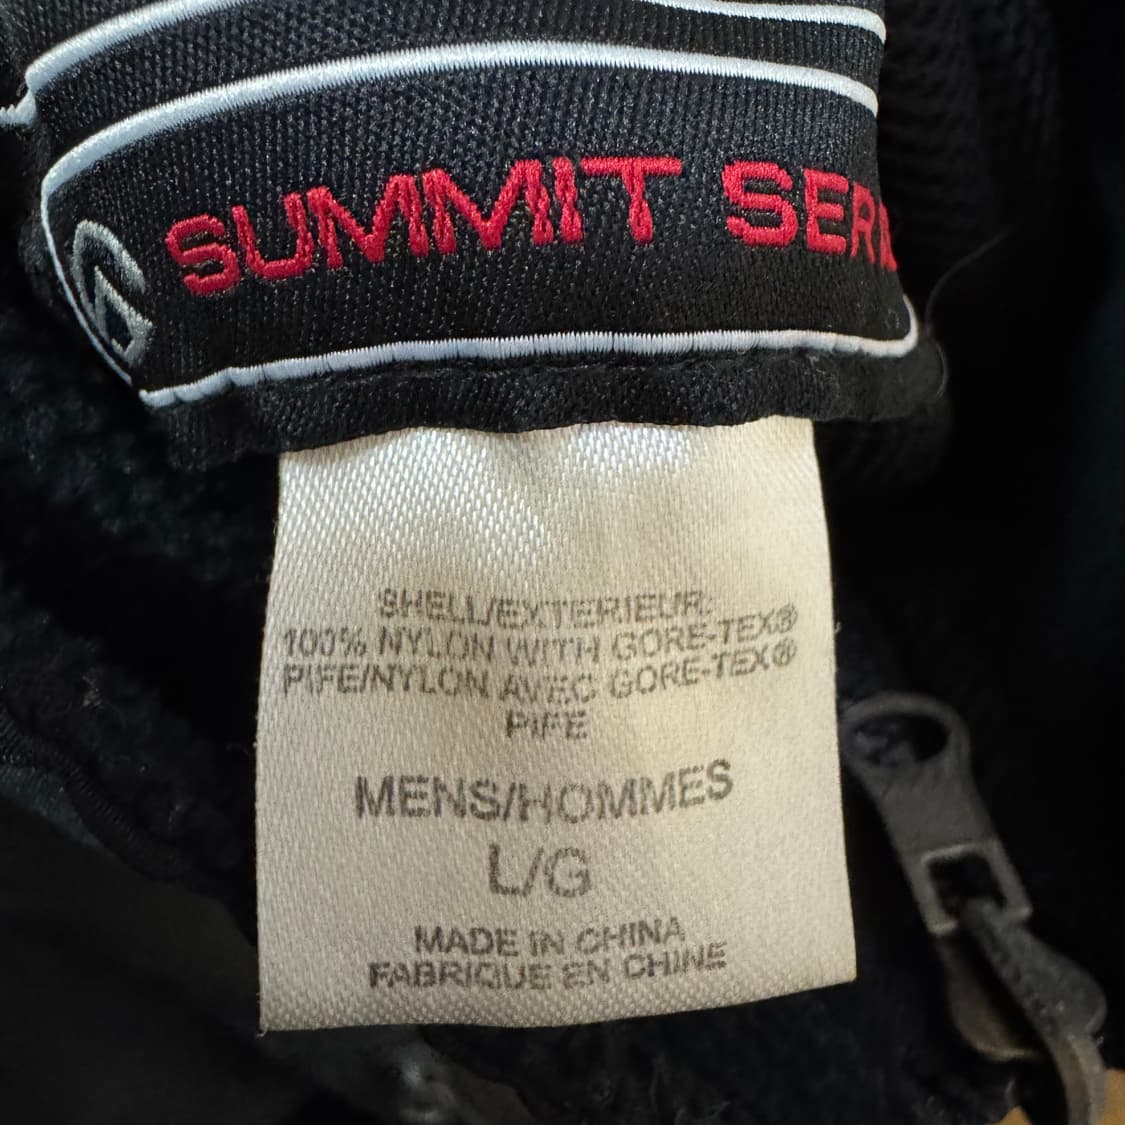 SUMMIT SERI
SHELL/EXTERIEUR:
100% NYLON WITH GORE-TEX®
PIFE/NYLON AVEC GORE-TEX®
PIFE
MENS/HOMMES
L/G
MADE IN CHINA
FABRIQUE EN CHINE